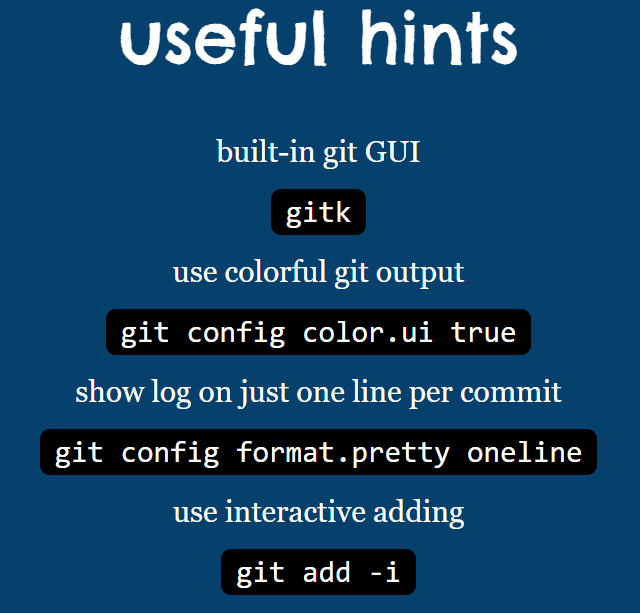 useful hints
built-in git GUI
gitk
use colorful git output
git config color.ui true
show log on just one line per commit
git config format.pretty oneline
use interactive adding
git add -i